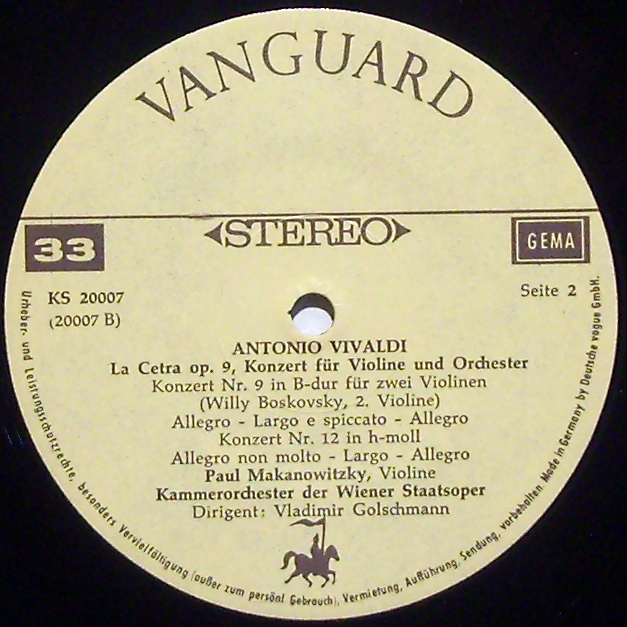 VANGUARD
33
STEREO
GEMA
KS 20007
Seite 2
(20007 B)
ANTONIO VIVALDI
La Cetra op. 9, Konzert für Violine und Orchester
Konzert Nr. 9 in B-dur für zwei Violinen
(Willy Boskovsky, 2. Violine)
Allegro - Largo e spiccato - Allegro
Konzert Nr. 12 in h-moll
Allegro non molto - Largo - Allegro
Paul Makanowitzky, Violine
Kammerorchester der Wiener Staatsoper
Dirigent: Vladimir Golschmann
Urheber- und Leistungsschutzrechte, besonders Vervielfältigung (außer zum persönl. Gebrauch), Vermietung, Aufführung, Sendung, vorbehalten. Made in Germany by Deutsche vogue GmbH.